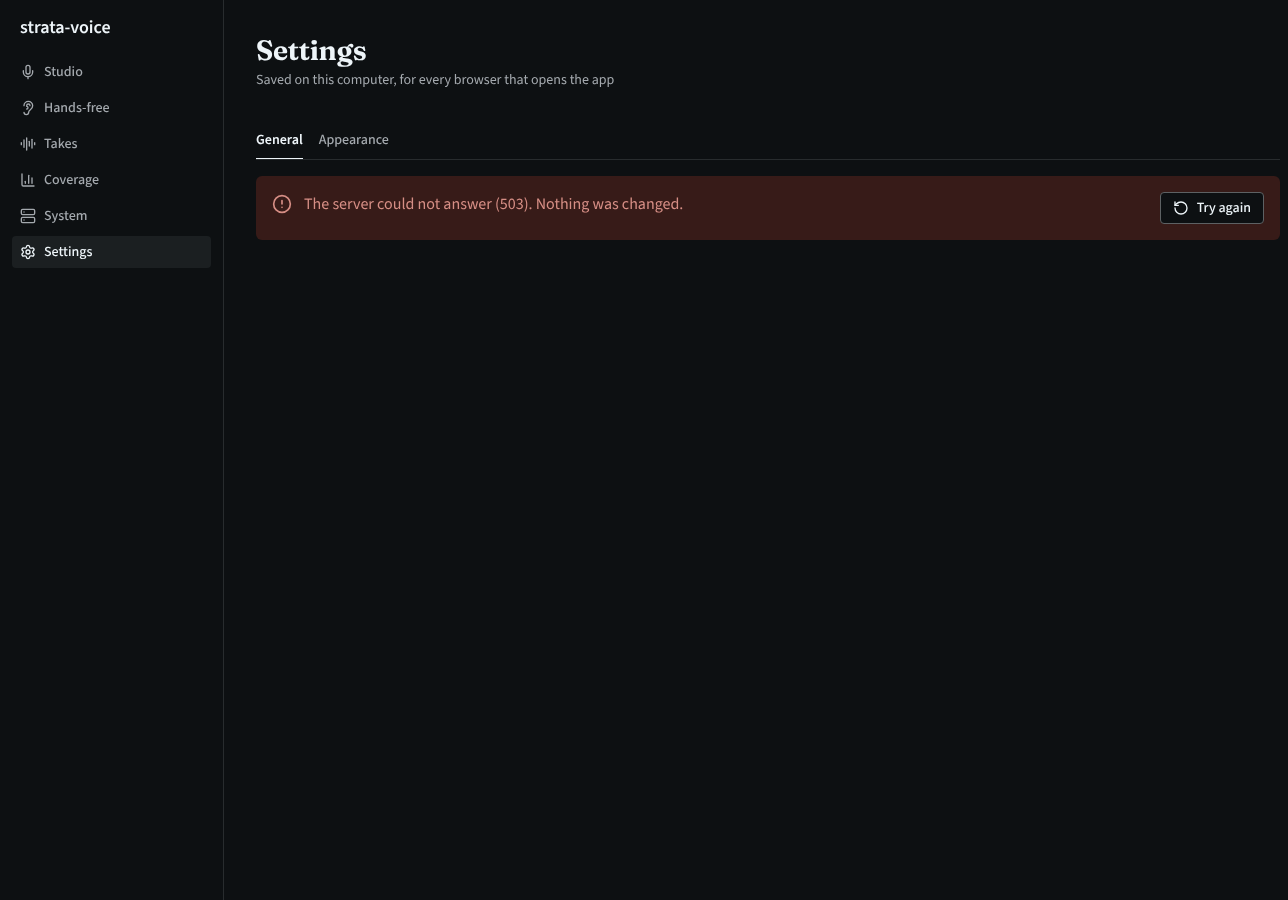 strata-voice
Studio
Hands-free
Takes
Coverage
System
Settings
Settings
Saved on this computer, for every browser that opens the app
General
Appearance
The server could not answer (503). Nothing was changed.
Try again